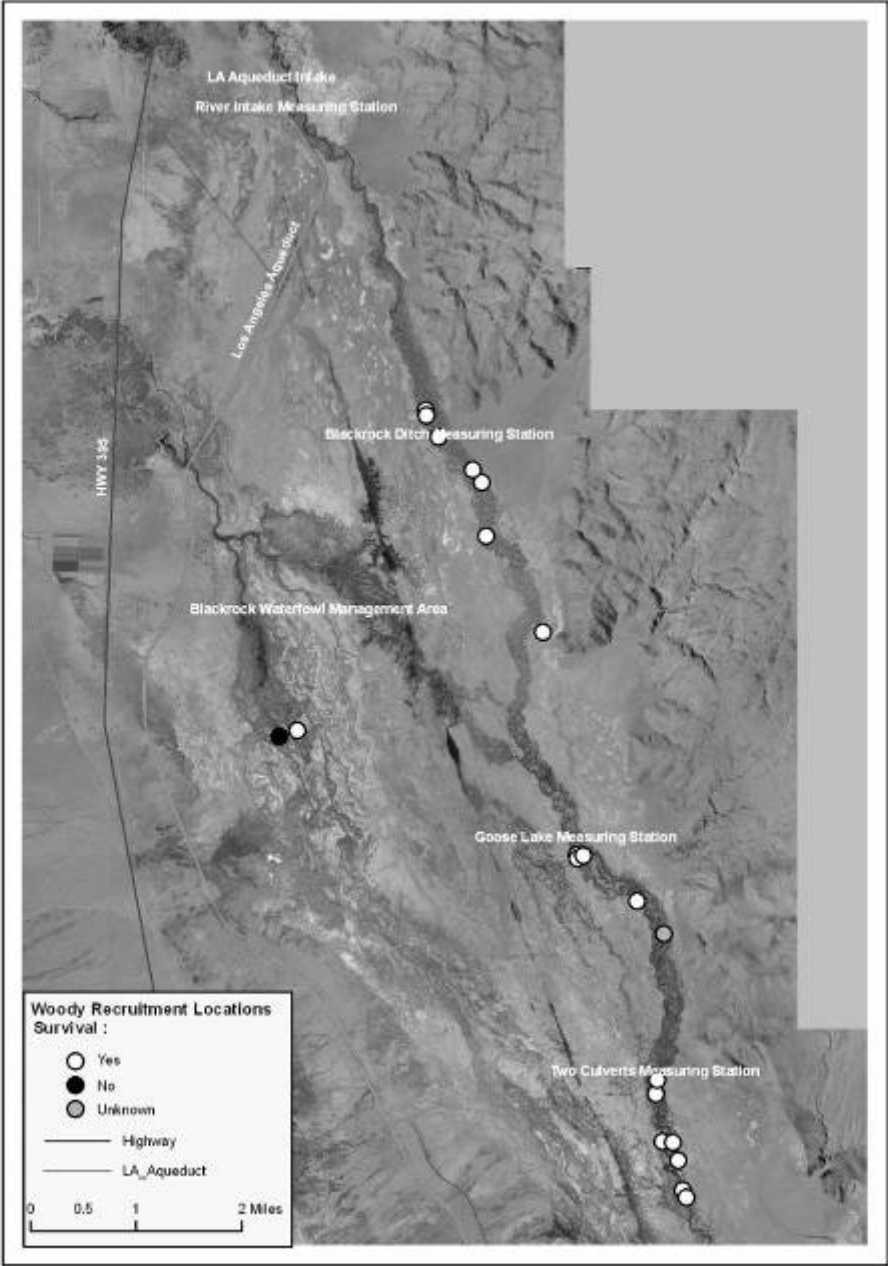 LA Aqueduct Intake
River Intake Measuring Station
Los Angeles Aqueduct
HWY 395
Blackrock Ditch Measuring Station
Blackrock Waterfowl Management Area
Goose Lake Measuring Station
Two Culverts Measuring Station
Woody Recruitment Locations
Survival :
Yes
No
Unknown
Highway
LA_Aqueduct
0 0.5 1 2 Miles